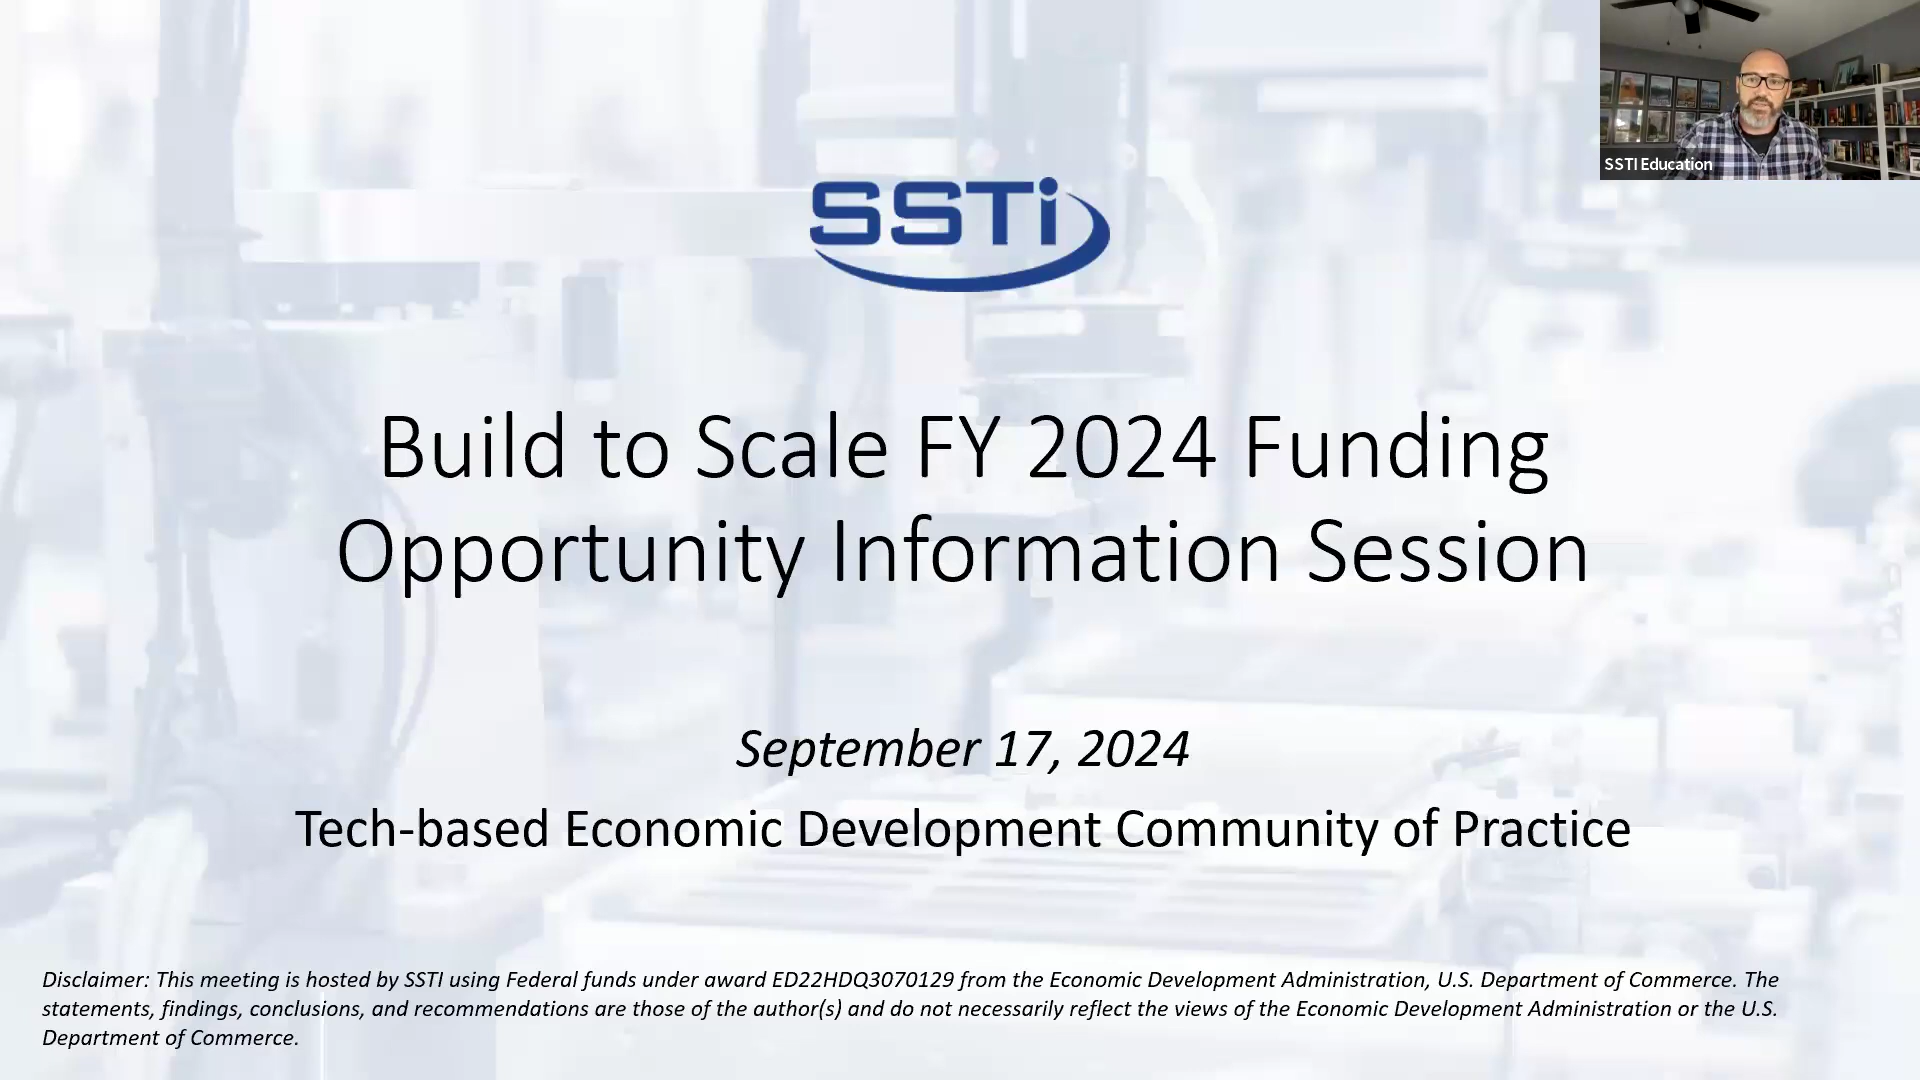 SSTI Education
SSTi
Build to Scale FY 2024 Funding
Opportunity Information Session
September 17, 2024
Tech-based Economic Development Community of Practice
Disclaimer: This meeting is hosted by SSTI using Federal funds under award ED22HDQ3070129 from the Economic Development Administration, U.S. Department of Commerce. The
statements, findings, conclusions, and recommendations are those of the author(s) and do not necessarily reflect the views of the Economic Development Administration or the U.S.
Department of Commerce.